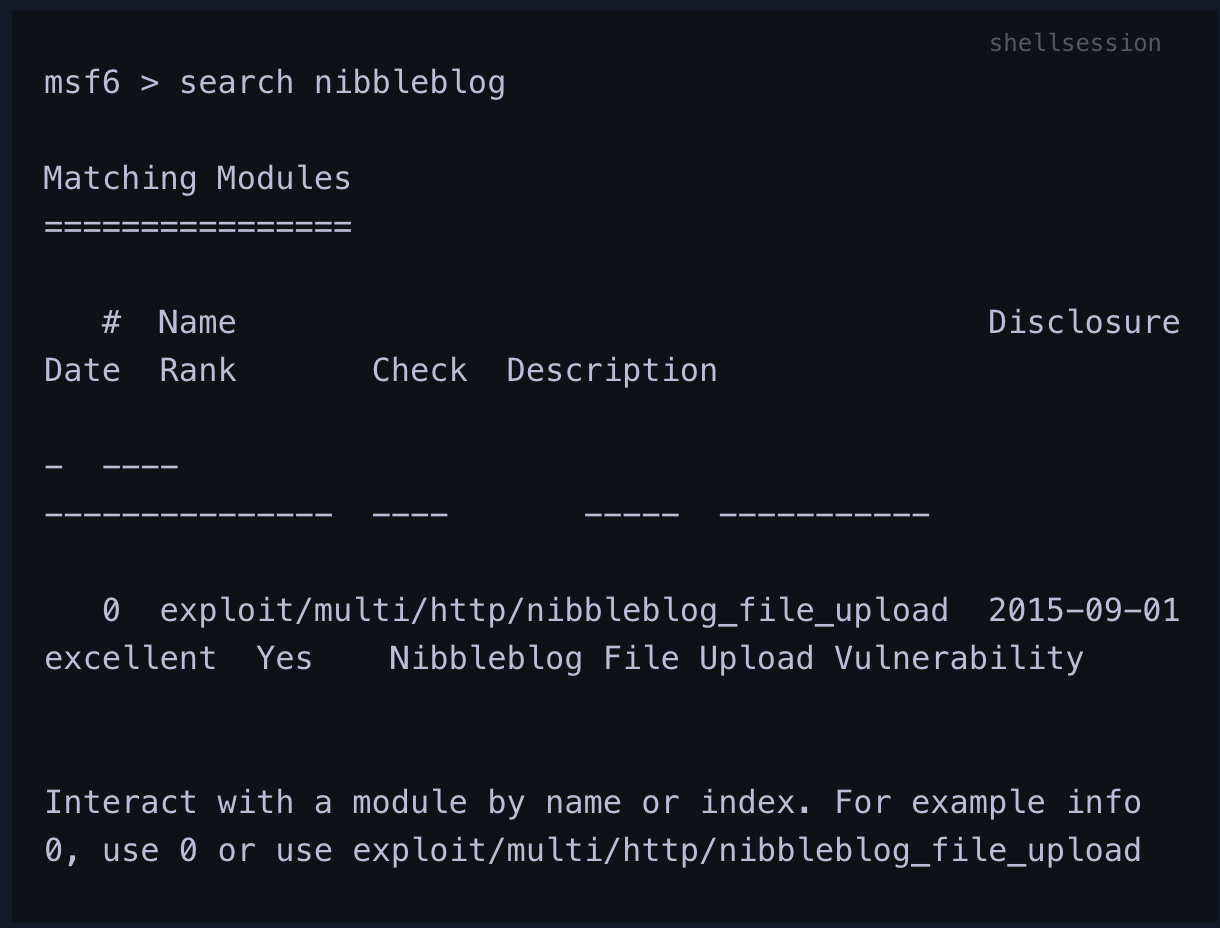 shellsession
msf6 > search nibbleblog
Matching Modules
================
   #  Name                                       Disclosure
Date  Rank       Check  Description
-  ----
---------------  ----       -----  -----------
   0  exploit/multi/http/nibbleblog_file_upload  2015-09-01
excellent  Yes    Nibbleblog File Upload Vulnerability
Interact with a module by name or index. For example info
0, use 0 or use exploit/multi/http/nibbleblog_file_upload